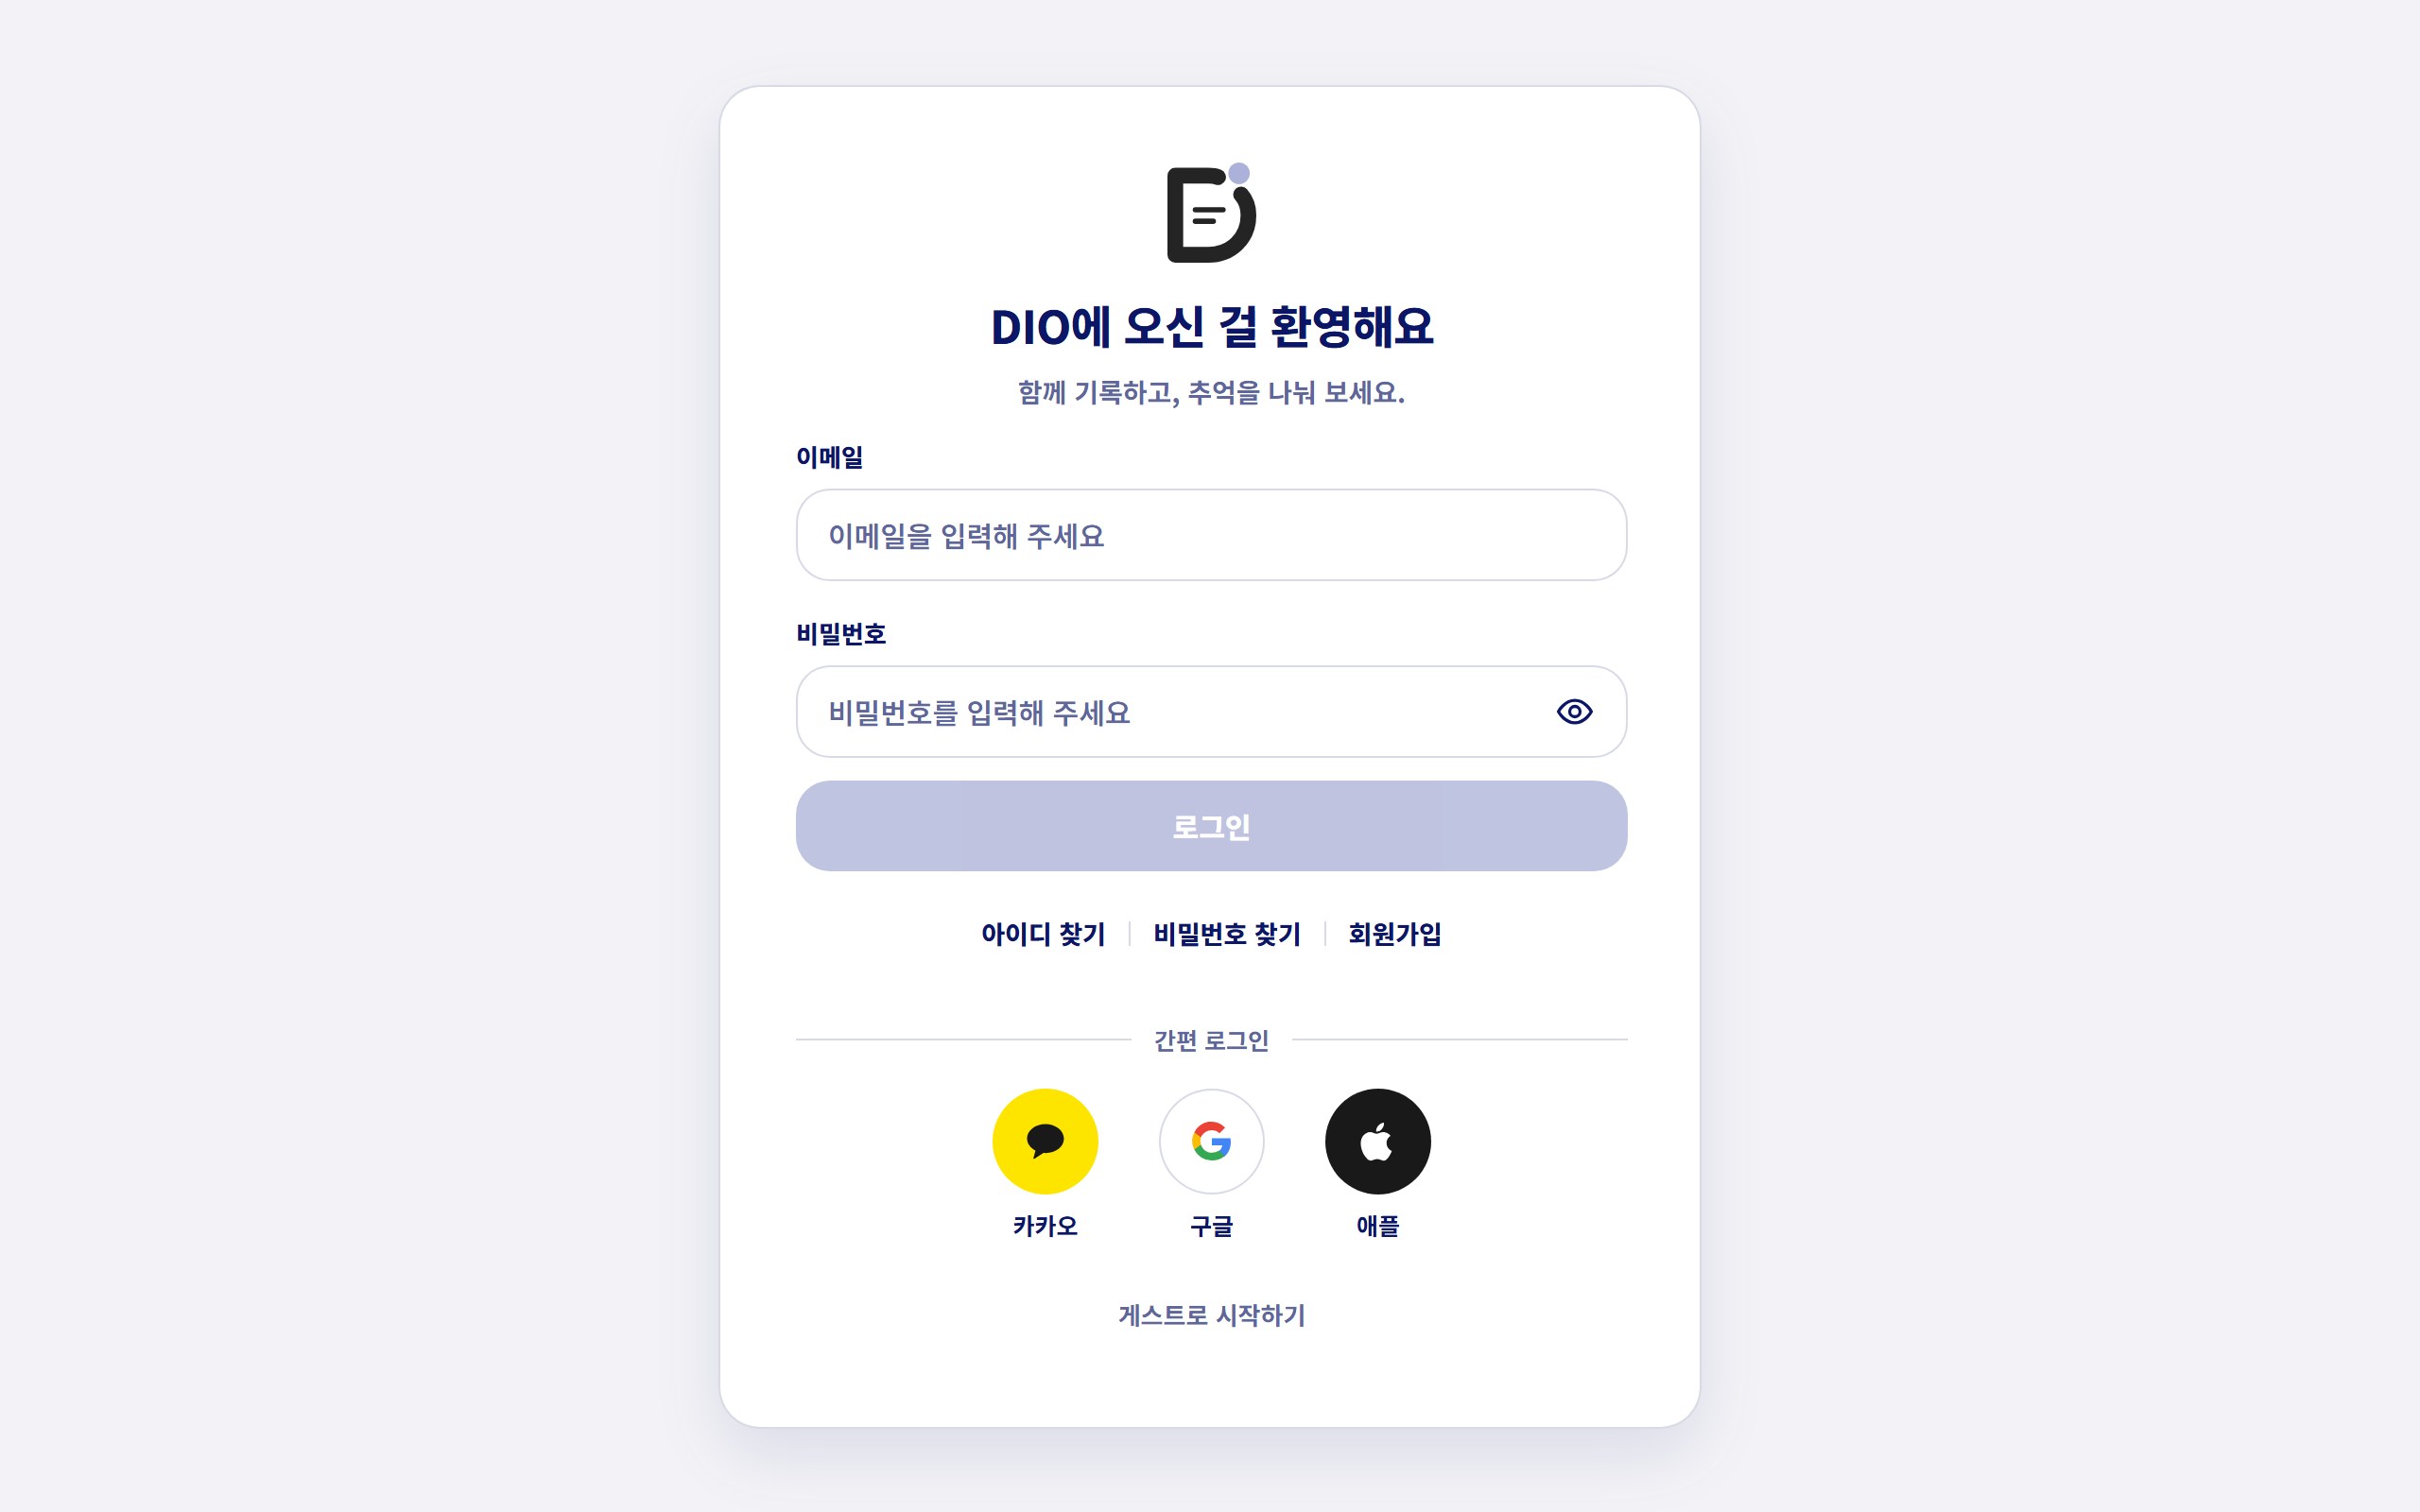 DIO에 오신 걸 환영해요
함께 기록하고, 추억을 나눠 보세요.
이메일
이메일을 입력해 주세요
비밀번호
비밀번호를 입력해 주세요
로그인
아이디 찾기 | 비밀번호 찾기 | 회원가입
간편 로그인
카카오 구글 애플
게스트로 시작하기